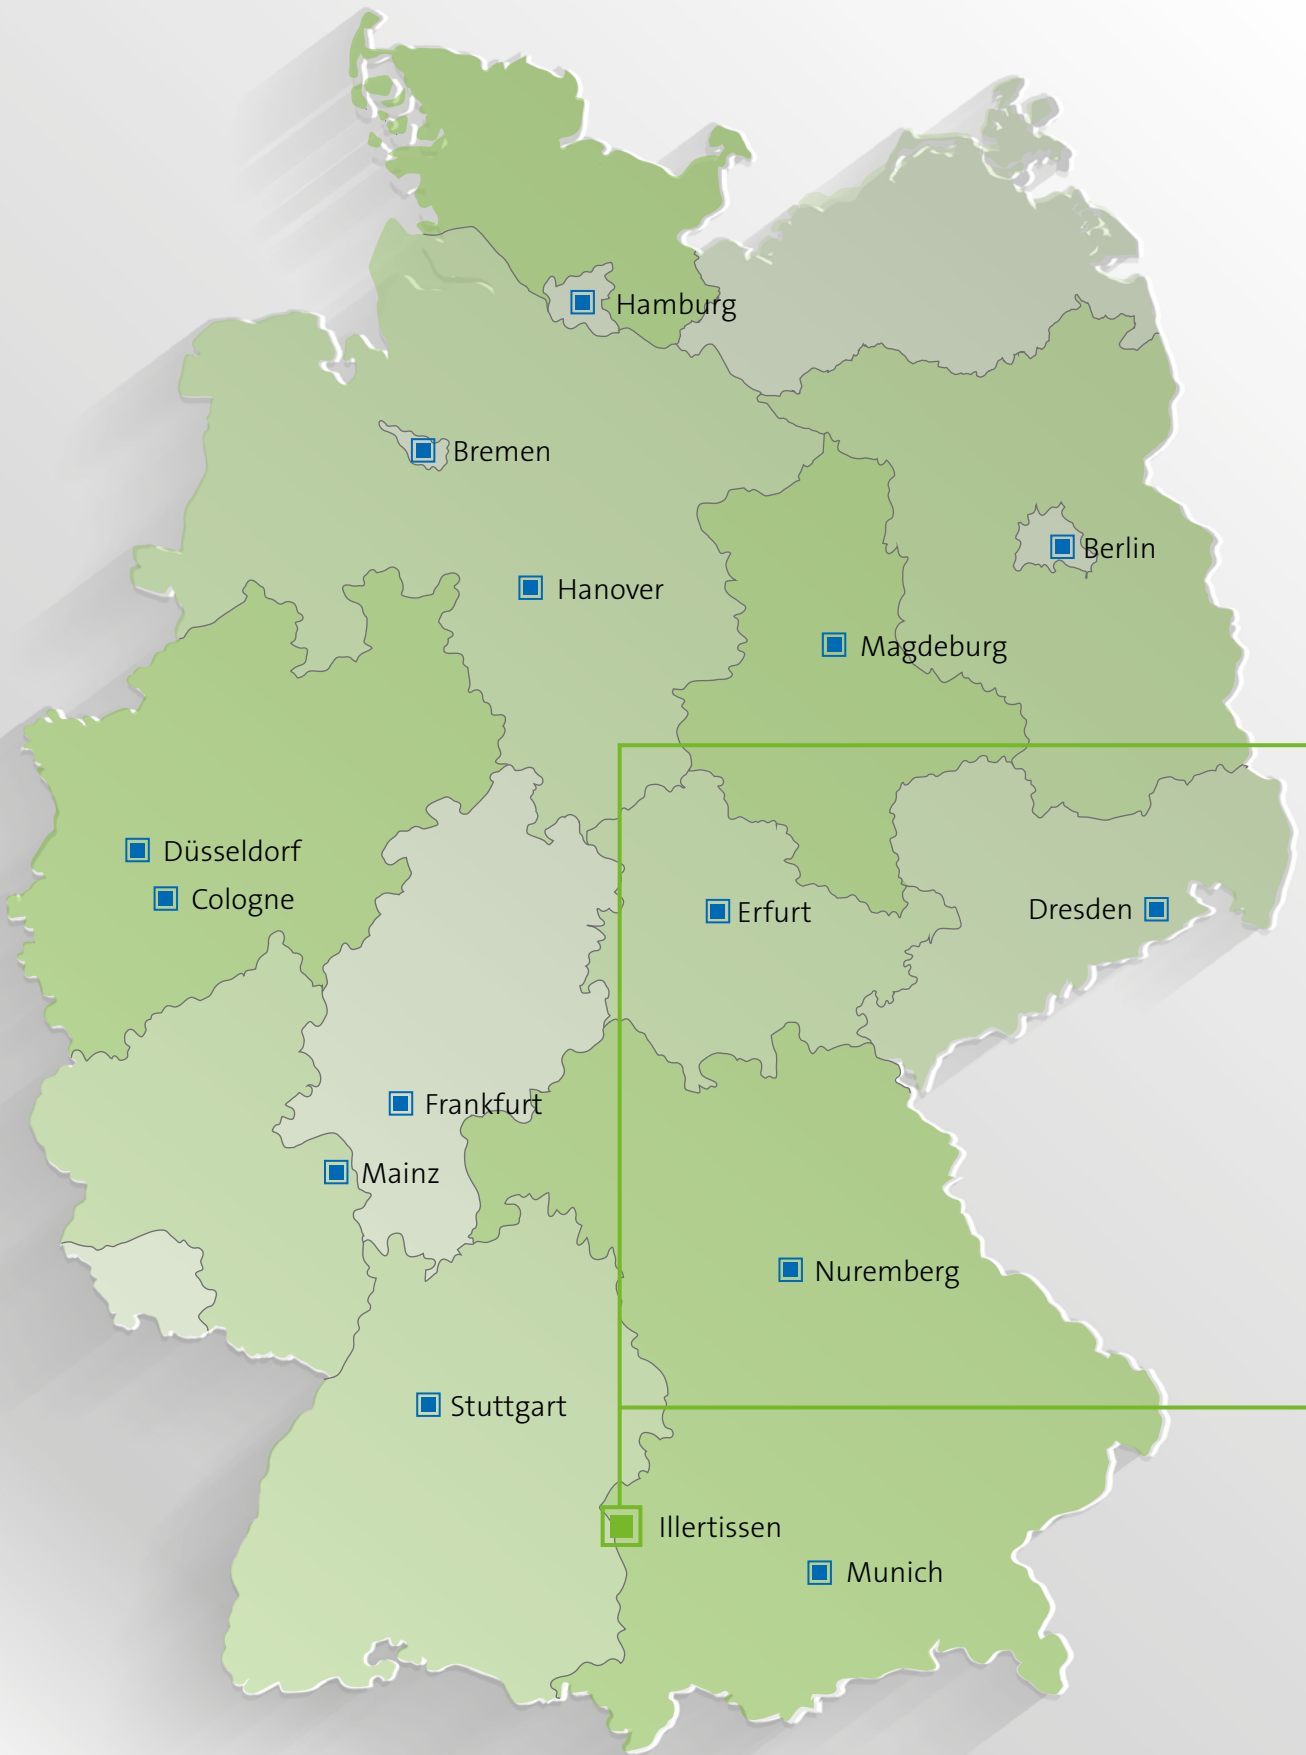 Hamburg
Bremen
Berlin
Hanover
Magdeburg
Düsseldorf
Cologne
Erfurt
Dresden
Frankfurt
Mainz
Nuremberg
Stuttgart
Illertissen
Munich